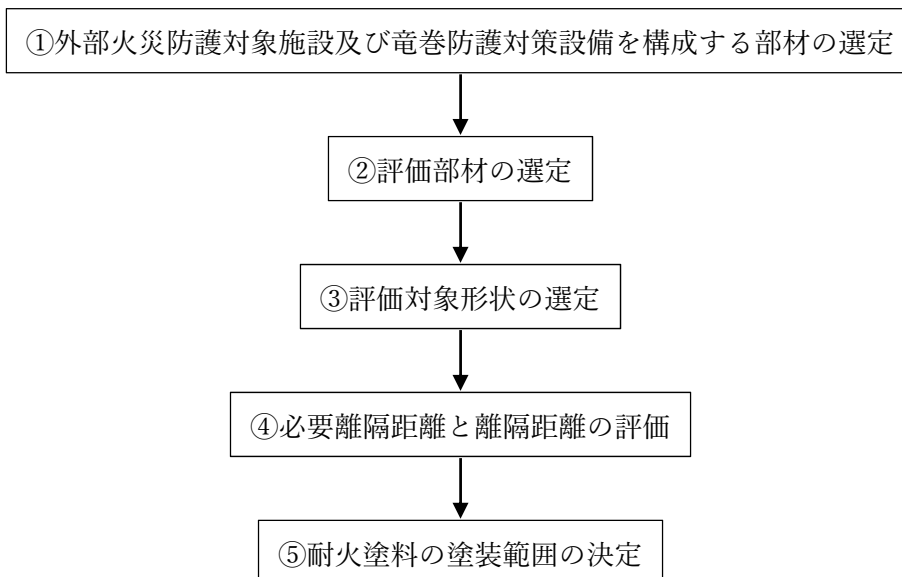 ①外部火災防護対象施設及び竜巻防護対策設備を構成する部材の選定
②評価部材の選定
③評価対象形状の選定
④必要離隔距離と離隔距離の評価
⑤耐火塗料の塗装範囲の決定